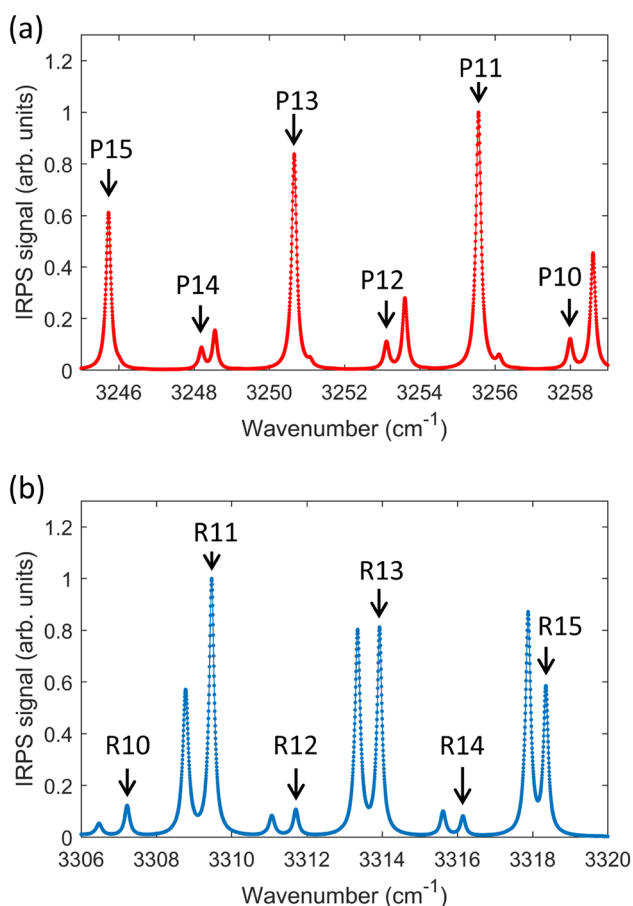 (a)
IRPS signal (arb. units)
1.2
1
0.8
0.6
0.4
0.2
0
P15
P14
P13
P12
P11
P10
3246 3248 3250 3252 3254 3256 3258
Wavenumber (cm-1)
(b)
IRPS signal (arb. units)
1.2
1
0.8
0.6
0.4
0.2
0
R10
R11
R12
R13
R14
R15
3306 3308 3310 3312 3314 3316 3318 3320
Wavenumber (cm-1)